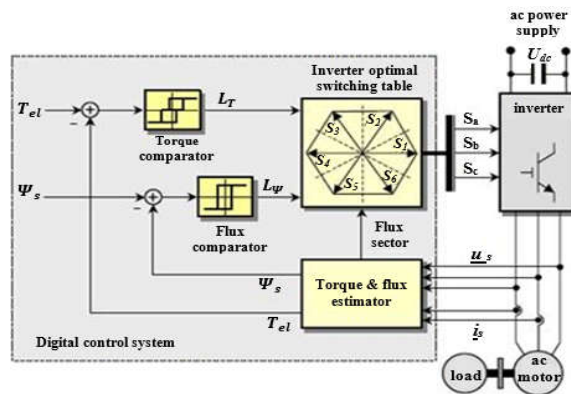 ac power
supply
U_dc
Inverter optimal
switching table
inverter
T_el
L_T
−
Torque
comparator
S_3
S_2
S_4
S_1
S_5
S_6
S_a
S_b
S_c
Ψ_s
L_Ψ
−
Flux
comparator
Flux
sector
u_s
Ψ_s
Torque & flux
estimator
T_el
i_s
Digital control system
load
ac
motor